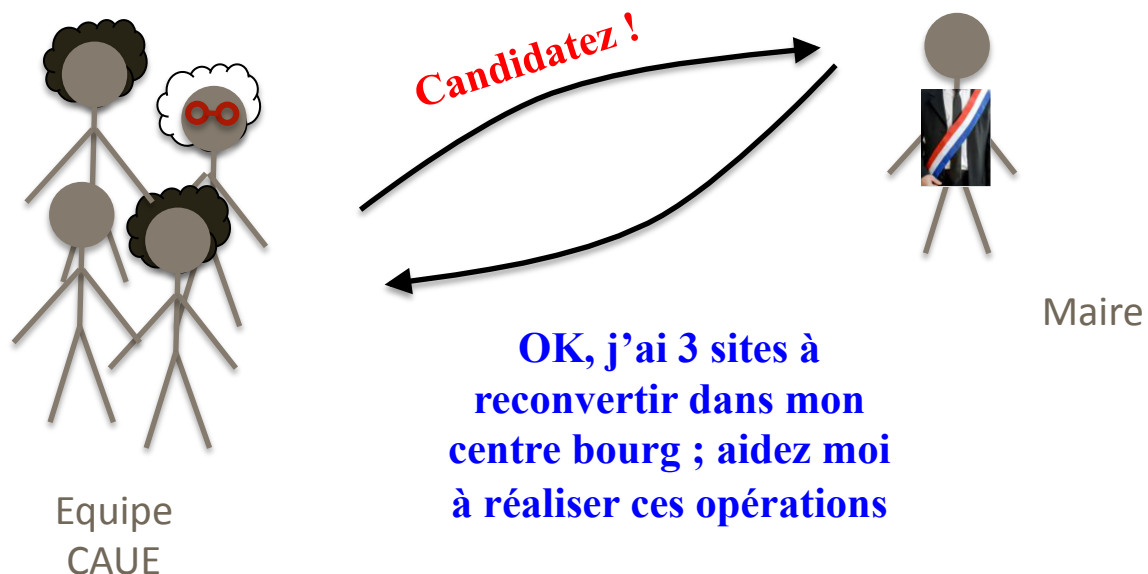 Candidatez !
Maire
OK, j’ai 3 sites à
reconvertir dans mon
centre bourg ; aidez moi
à réaliser ces opérations
Equipe
CAUE